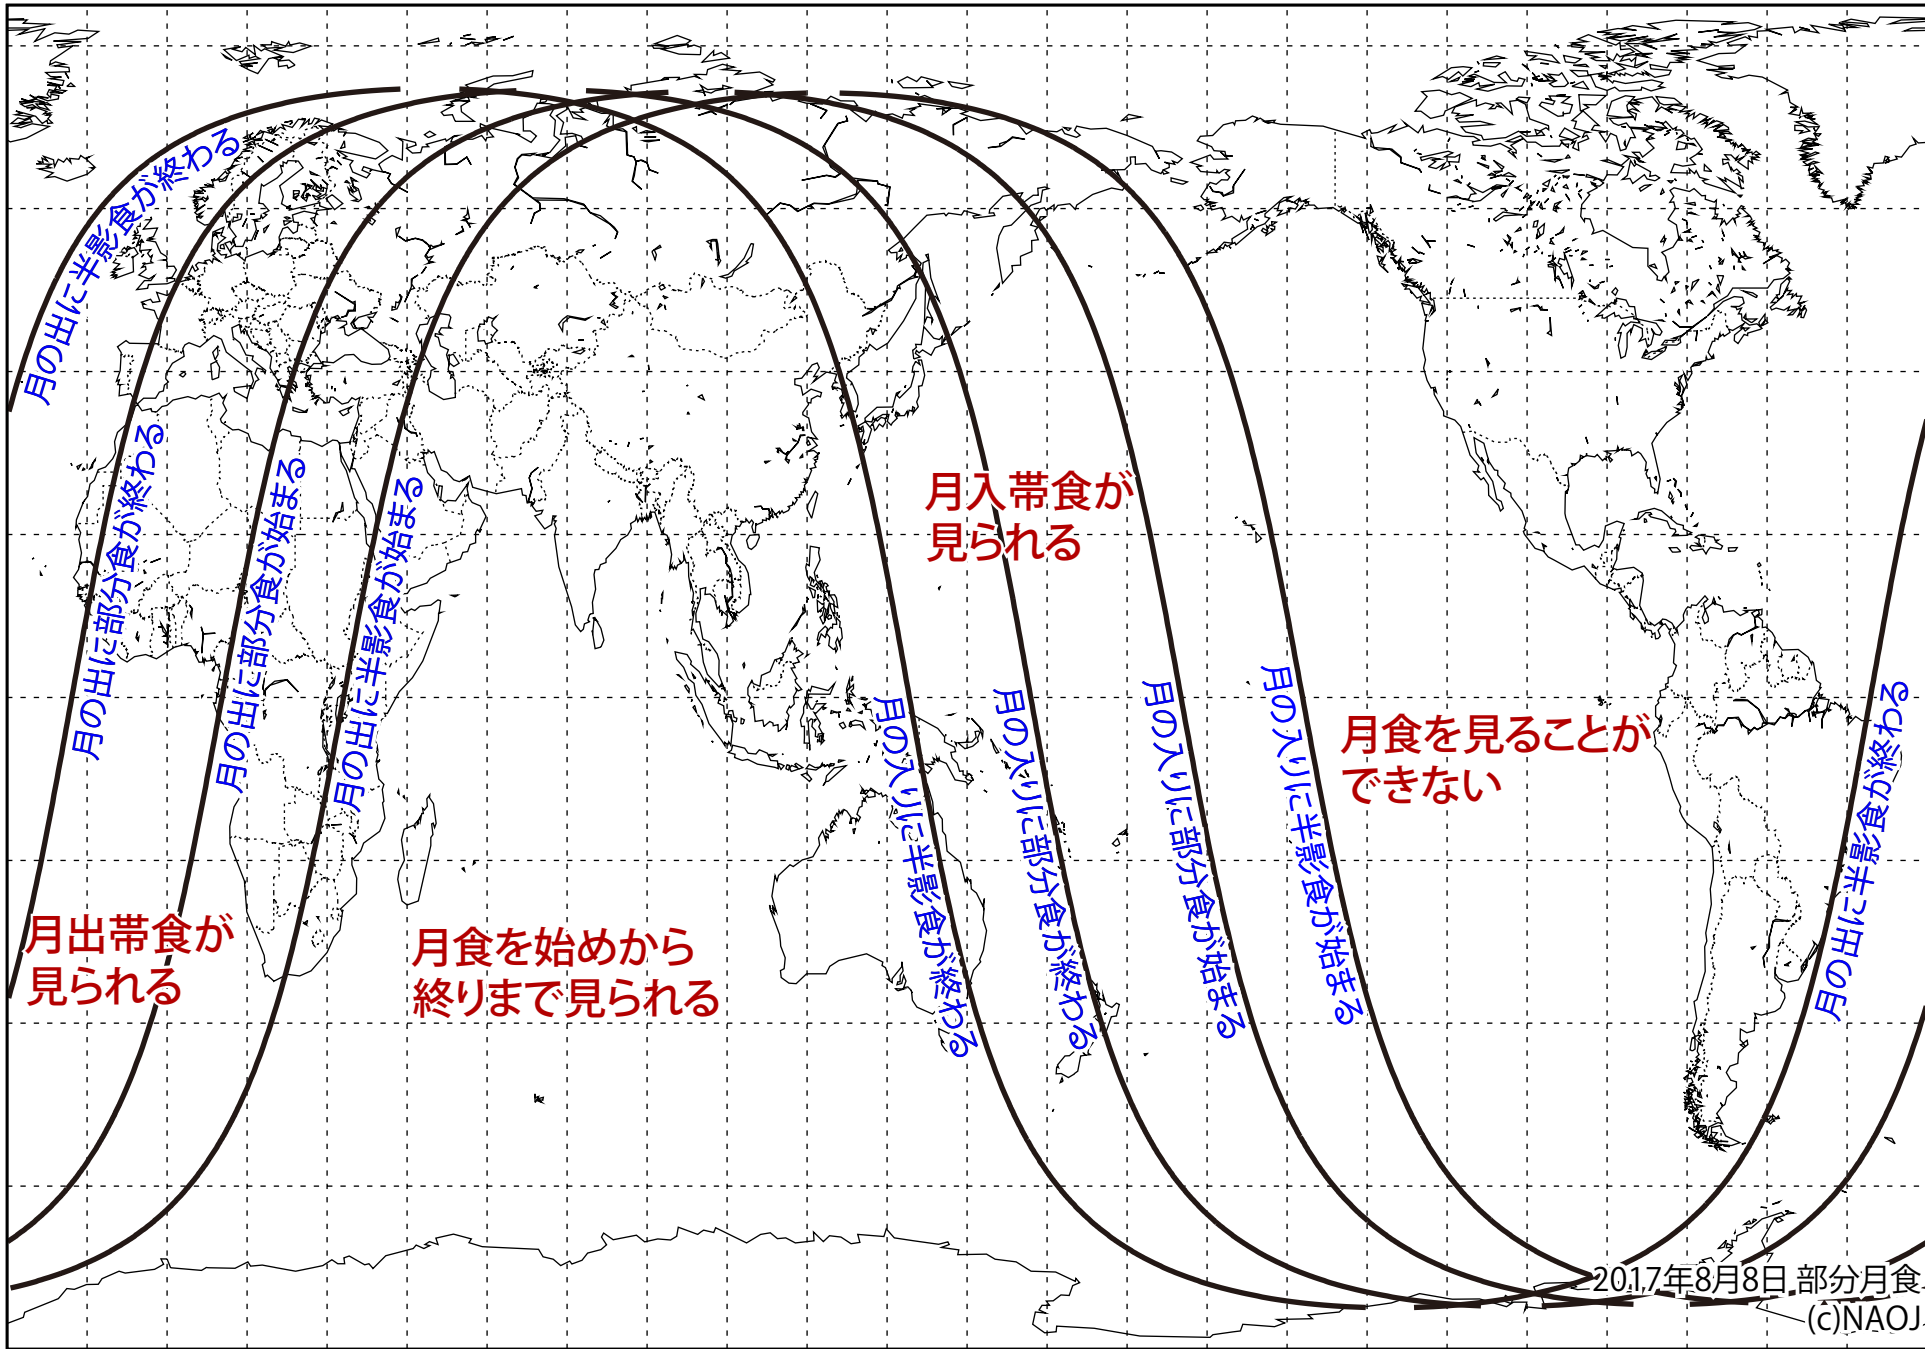 月の出に半影食が終わる
月の出に部分食が終わる
月の出に部分食が始まる
月の出に半影食が始まる
月入帯食が
見られる
月の入りに半影食が終わる
月の入りに部分食が終わる
月の入りに部分食が始まる
月の入りに半影食が始まる
月食を見ることが
できない
月の出に半影食が終わる
月出帯食が
見られる
月食を始めから
終りまで見られる
2017年8月8日 部分月食
(c)NAOJ